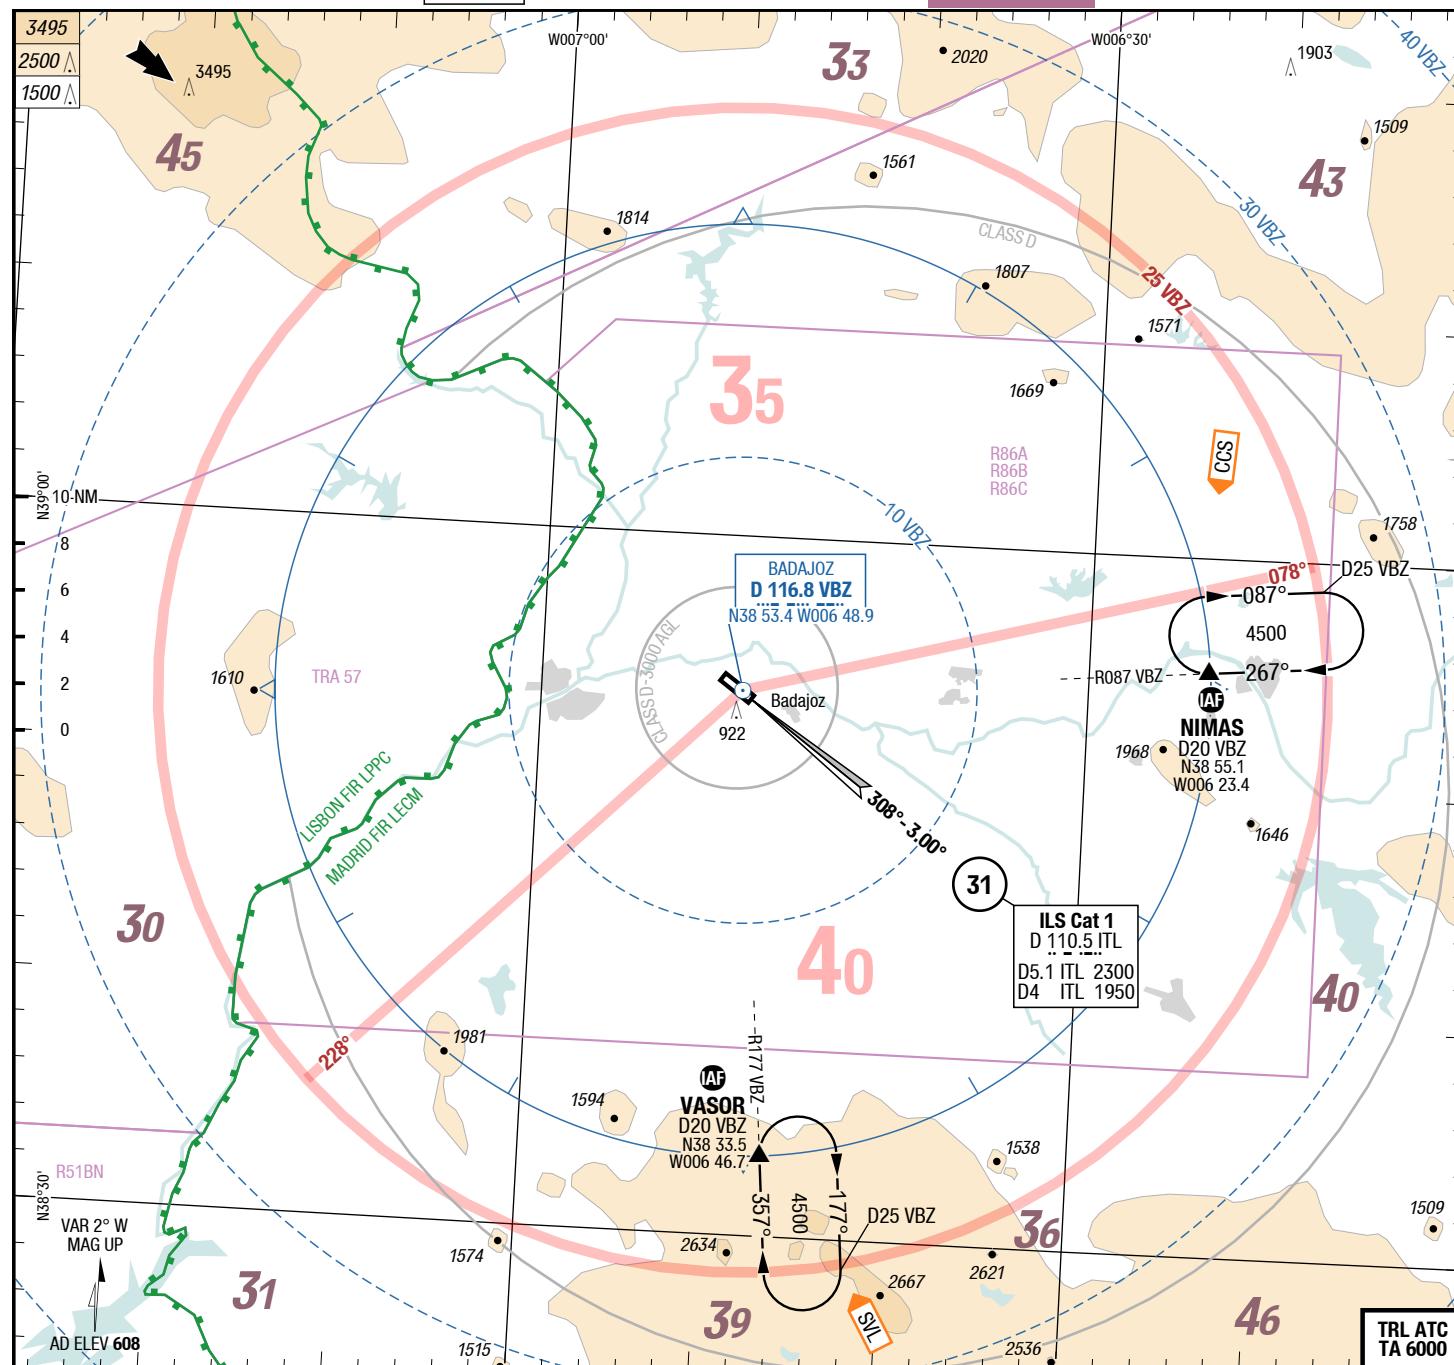 3495
2500
1500
3495
45
W007°00'
33
2020
W006°30'
1903
40 VBZ
1509
43
1561
30 VBZ
1814
CLASS D
1807
25 VBZ
1571
35
1669
R86A
R86B
R86C
CCS
N39°00'
10 NM
8
6
4
2
0
10 VBZ
1758
BADAJOZ
D 116.8 VBZ
N38 53.4 W006 48.9
078°
D25 VBZ
087°
4500
267°
R087 VBZ
IAF
NIMAS
D20 VBZ
N38 55.1
W006 23.4
1968
1646
CLASS D-3000 AGL
1610
TRA 57
Badajoz
922
LISBON FIR LPPC
MADRID FIR LECM
308° - 3.00°
31
ILS Cat 1
D 110.5 ITL
D5.1 ITL 2300
D4 ITL 1950
30
40
40
228°
1981
R177 VBZ
IAF
VASOR
D20 VBZ
N38 33.5
W006 46.7
1594
1538
357°
4500
177°
D25 VBZ
R51BN
N38°30'
VAR 2° W
MAG UP
1574
2634
2667
2621
36
1509
31
39
SVL
46
AD ELEV 608
1515
2536
TRL ATC
TA 6000